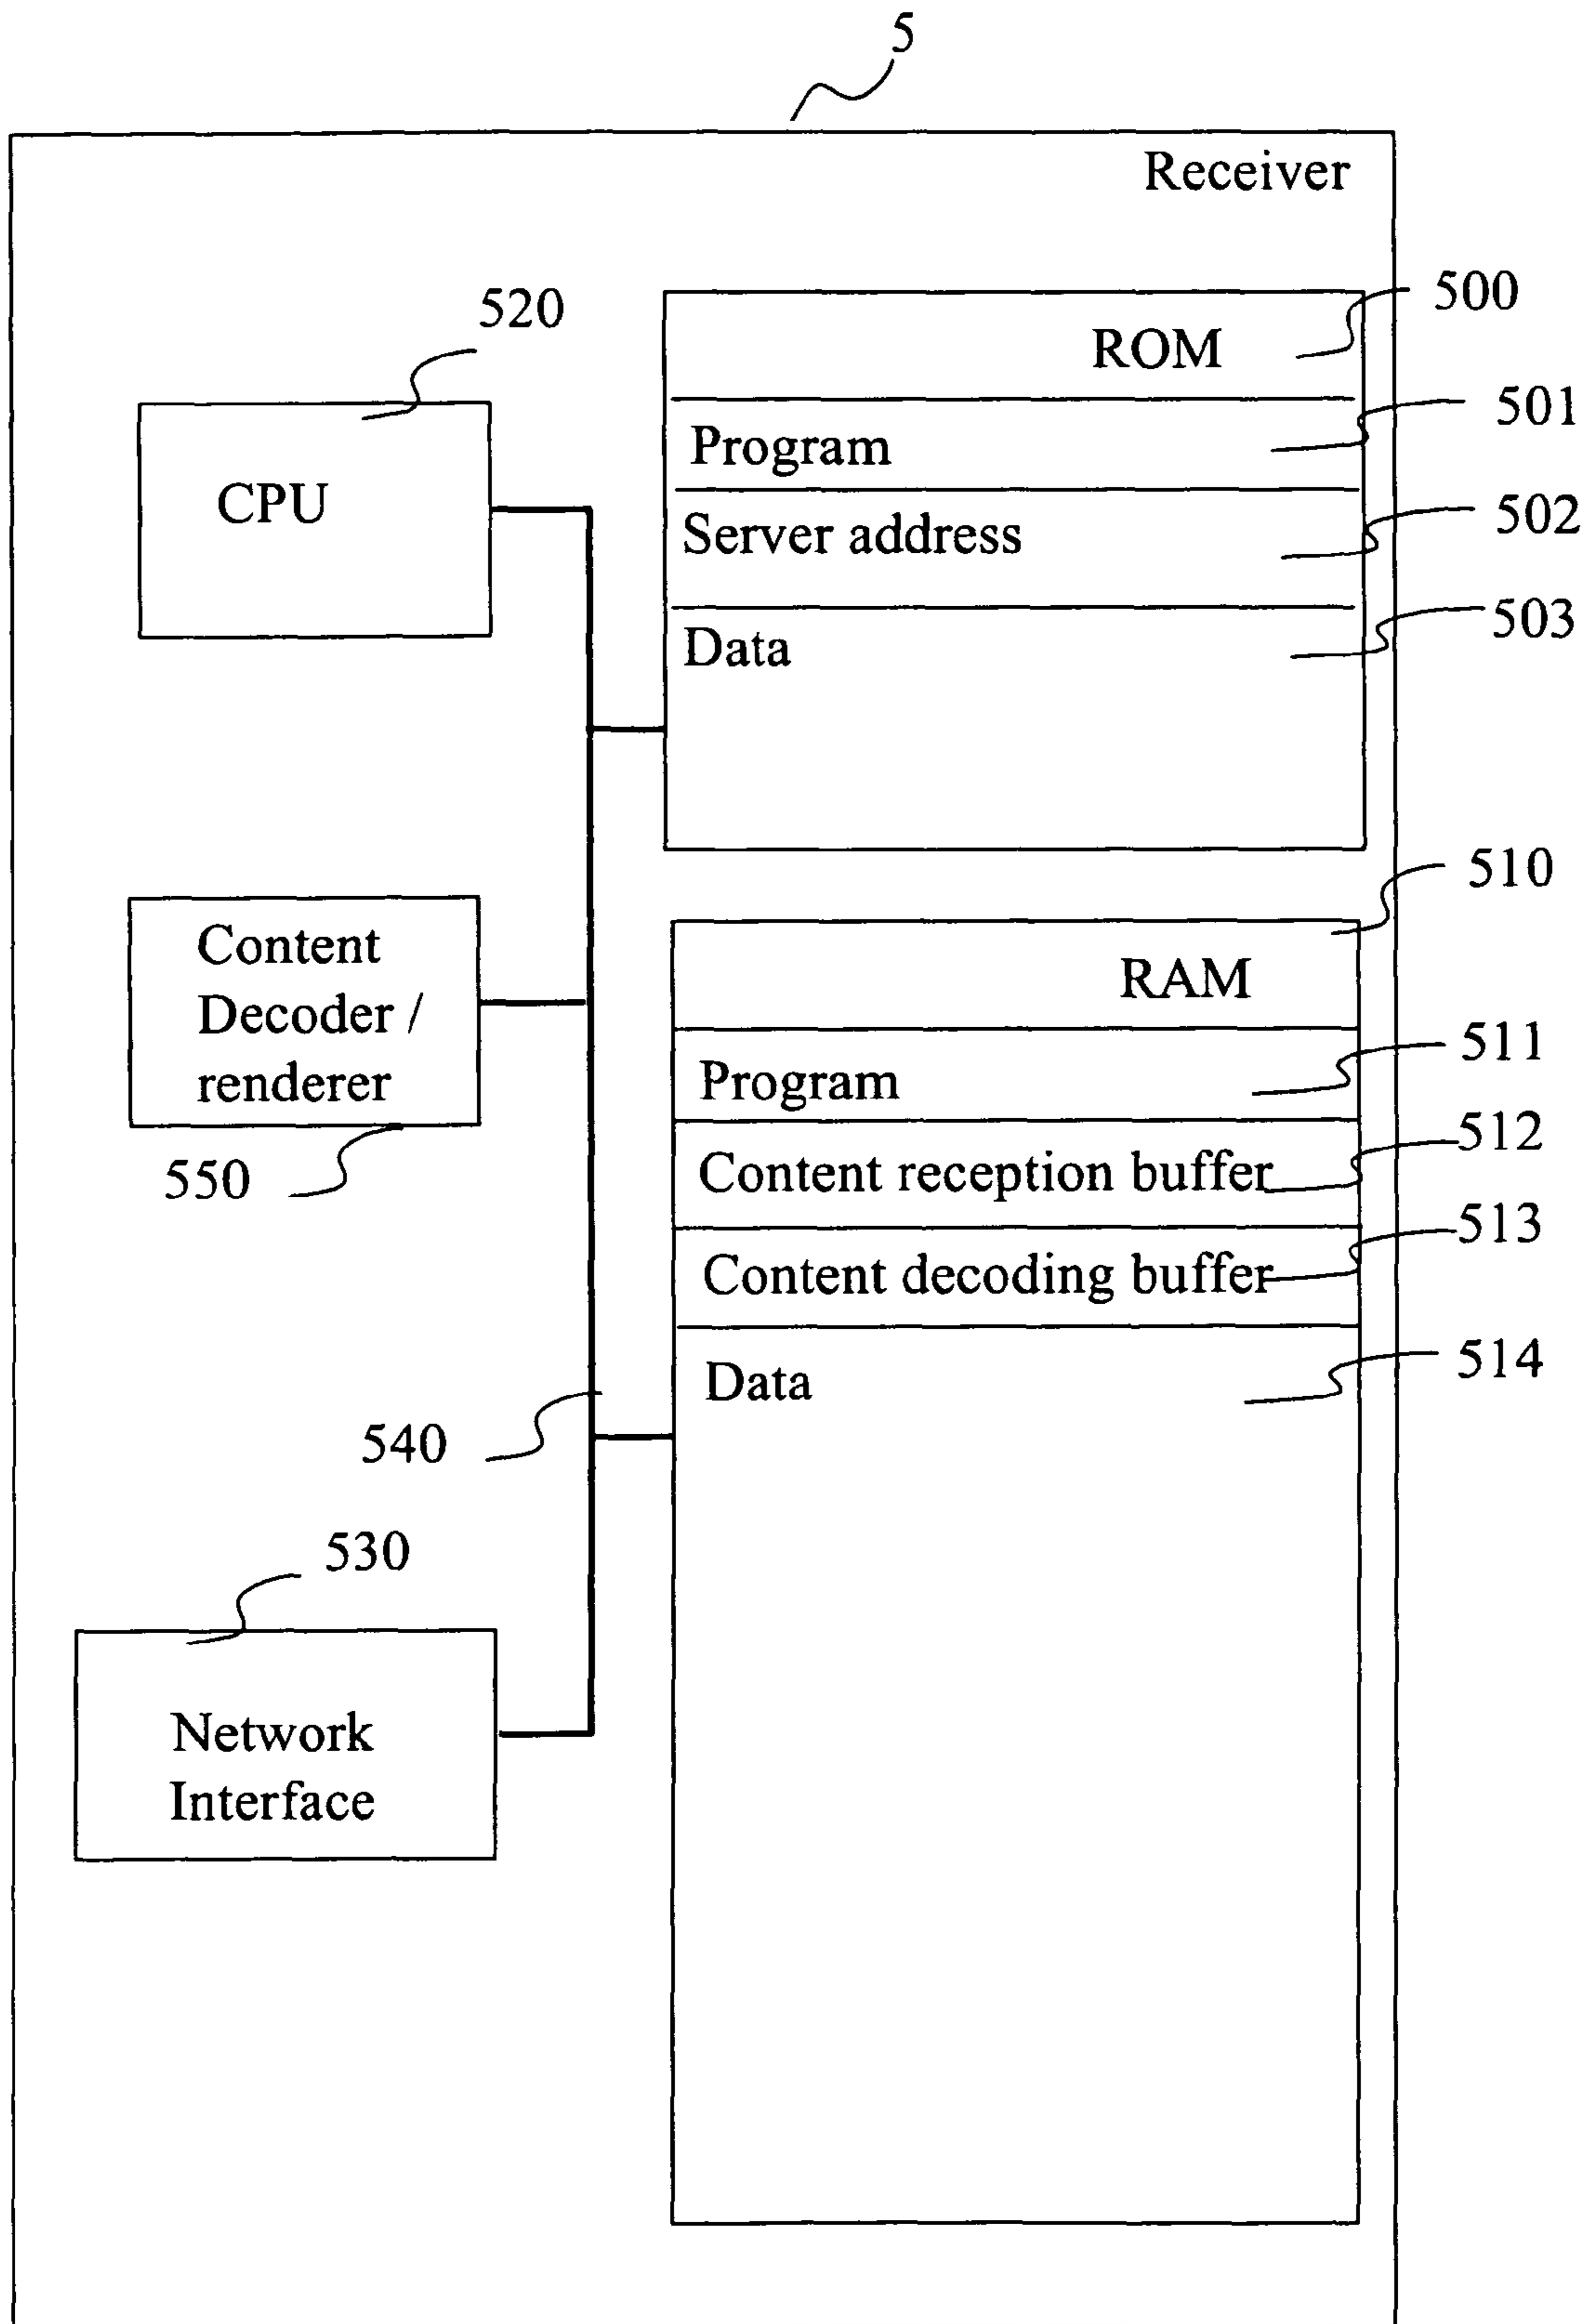 5
Receiver
500
520
ROM
501
Program
CPU
502
Server address
503
Data
510
Content
Decoder /
renderer
RAM
511
Program
512
550
Content reception buffer
513
Content decoding buffer
514
Data
540
530
Network
Interface